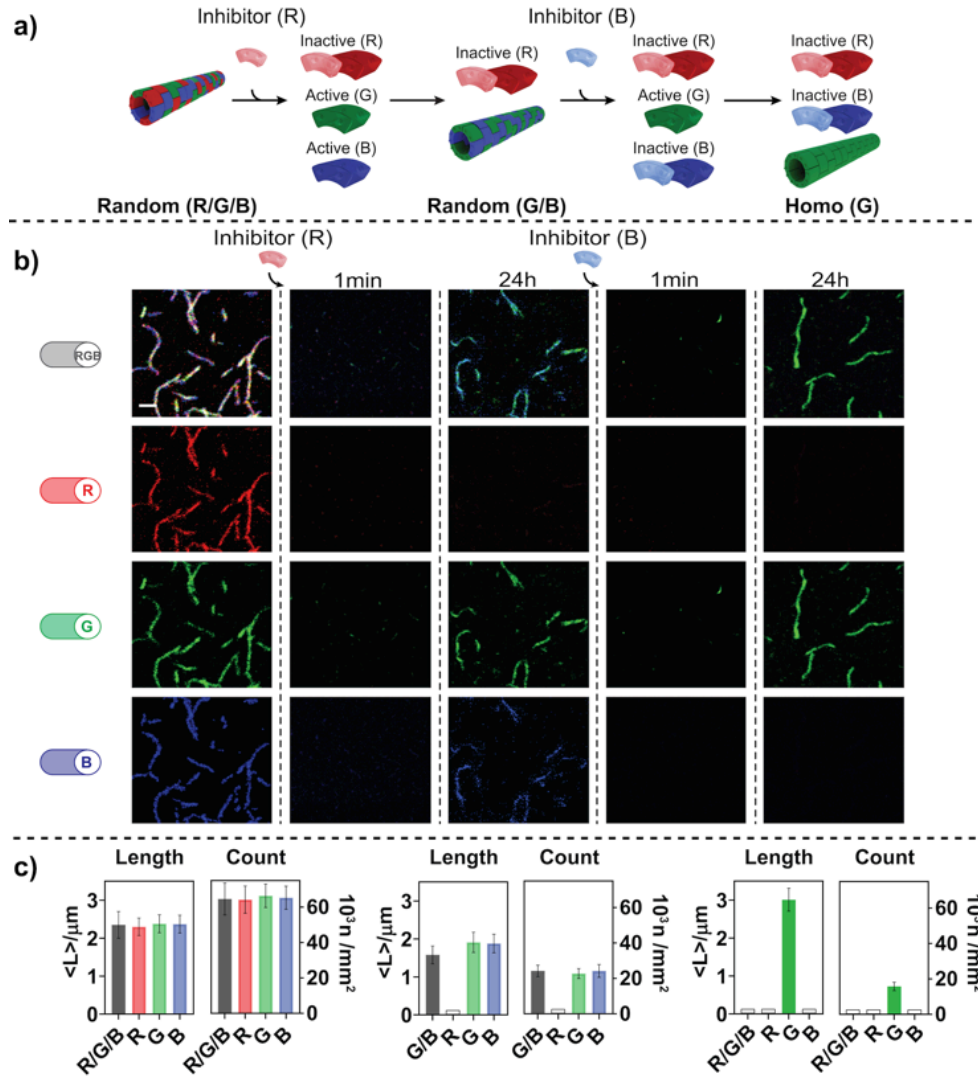 a)
Inhibitor (R)
Inhibitor (B)
Inactive (R)
Active (G)
Active (B)
Inactive (R)
Inactive (R)
Active (G)
Inactive (B)
Inactive (R)
Inactive (B)
Random (R/G/B)
Random (G/B)
Homo (G)
b)
Inhibitor (R)
Inhibitor (B)
1min
24h
1min
24h
RGB
R
G
B
c)
Length
Count
Length
Count
Length
Count
<L>/μm
3
2
1
0
60
40
20
0
10³n /mm²
R/G/B
R
G
B
R/G/B
R
G
B
<L>/μm
3
2
1
0
60
40
20
0
10³n /mm²
G/B
R
G
B
G/B
R
G
B
<L>/μm
3
2
1
0
60
40
20
0
10³n /mm²
R/G/B
R
G
B
R/G/B
R
G
B